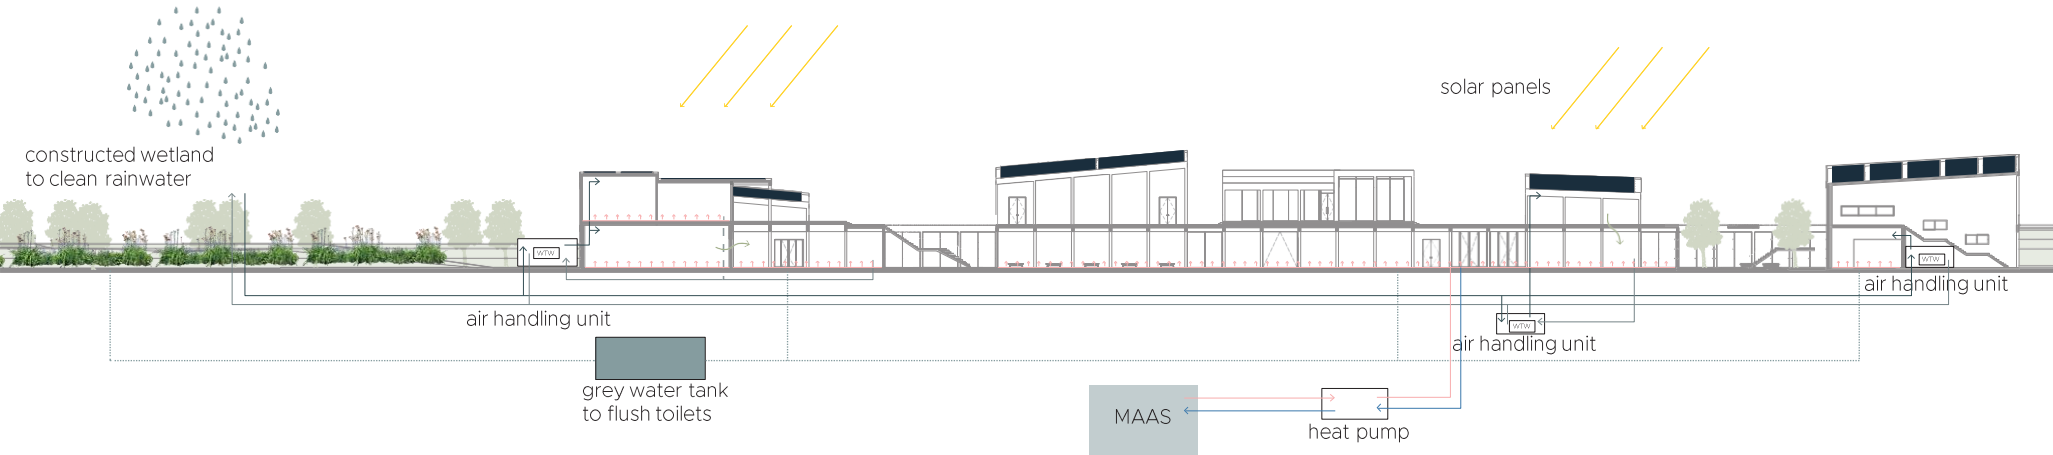 solar panels
constructed wetland
to clean rainwater
WTW
WTW
air handling unit
air handling unit
WTW
air handling unit
grey water tank
to flush toilets
MAAS
heat pump